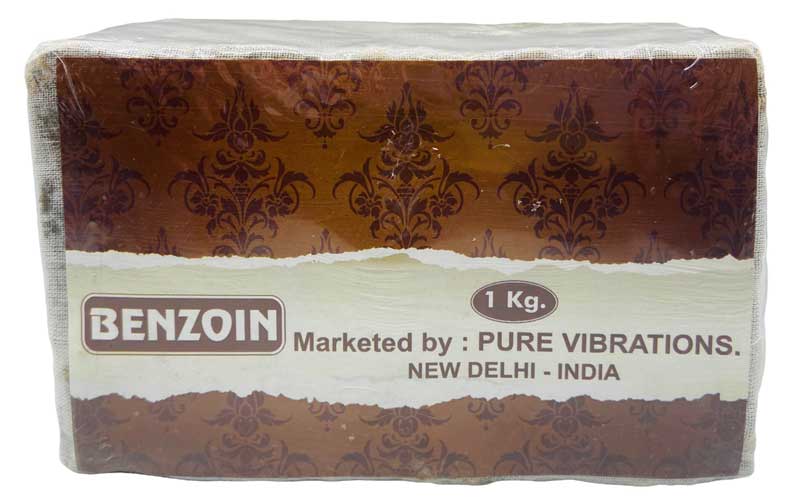 1 Kg.
BENZOIN
Marketed by : PURE VIBRATIONS.
NEW DELHI - INDIA